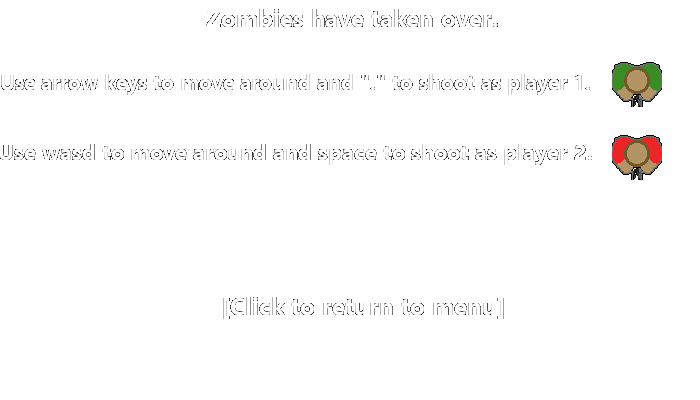 Zombies have taken over.
Use arrow keys to move around and "." to shoot as player 1.
Use wasd to move around and space to shoot as player 2.
[Click to return to menu]